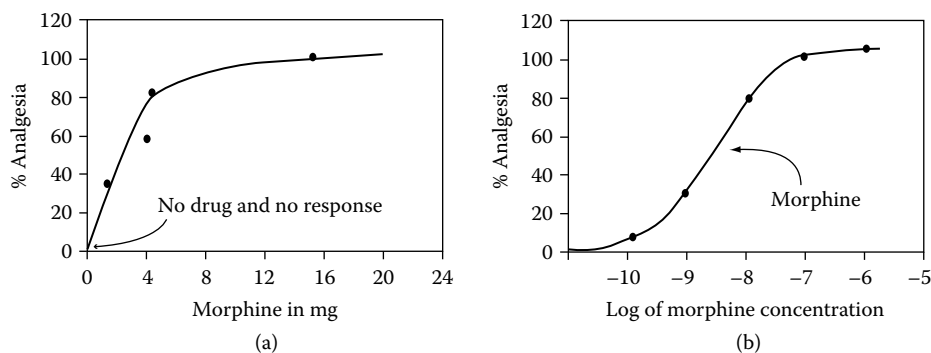 120
100
80
60
40
20
0
% Analgesia
No drug and no response
0 4 8 12 16 20 24
Morphine in mg
(a)
120
100
80
60
40
20
0
% Analgesia
Morphine
–10 –9 –8 –7 –6 –5
Log of morphine concentration
(b)